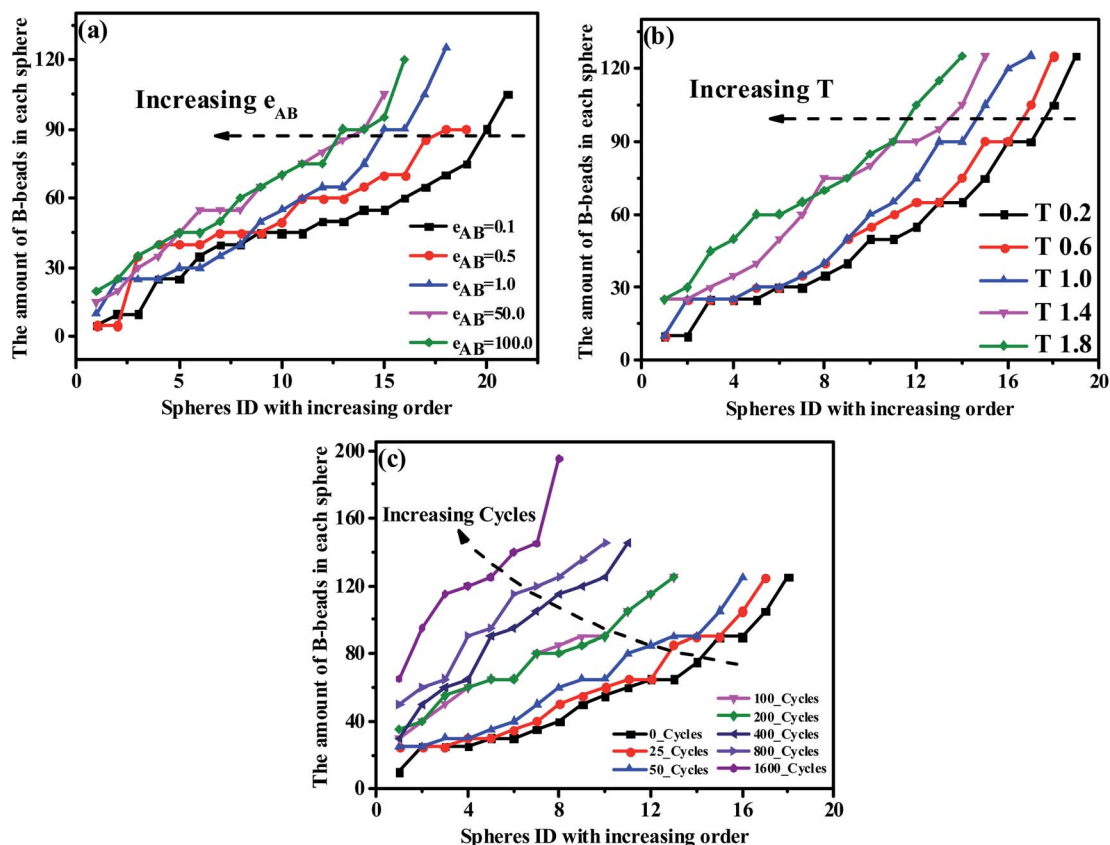 (a)
The amount of B-beads in each sphere
120
90
60
30
0
Increasing e_AB
e_AB=0.1
e_AB=0.5
e_AB=1.0
e_AB=50.0
e_AB=100.0
0 5 10 15 20
Spheres ID with increasing order
(b)
The amount of B-beads in each sphere
120
90
60
30
0
Increasing T
T 0.2
T 0.6
T 1.0
T 1.4
T 1.8
0 4 8 12 16 20
Spheres ID with increasing order
(c)
The amount of B-beads in each sphere
200
160
120
80
40
0
Increasing Cycles
100_Cycles
0_Cycles 200_Cycles
25_Cycles 400_Cycles
50_Cycles 800_Cycles
1600_Cycles
0 4 8 12 16 20
Spheres ID with increasing order